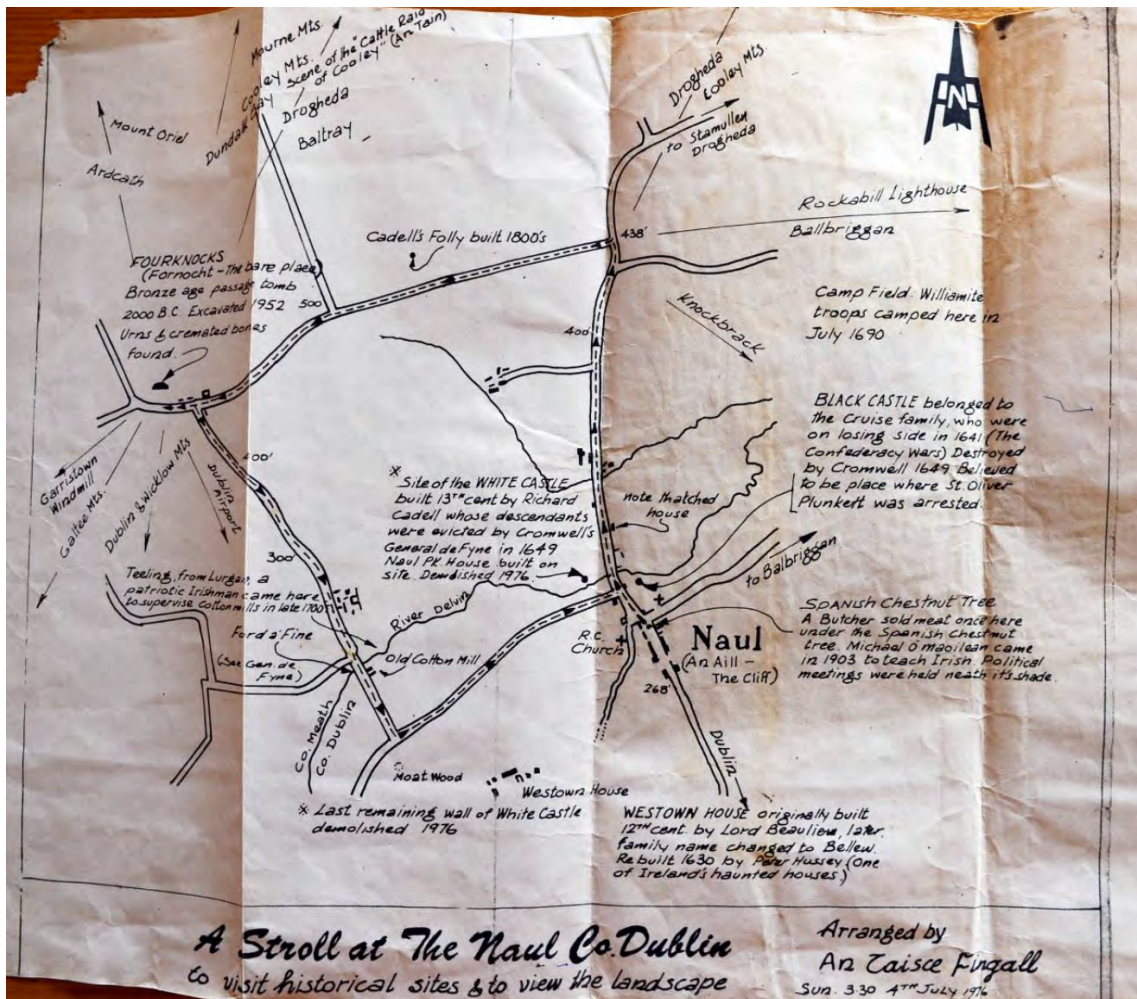 Mourne Mts.
Cooley Mts. scene of the "Cattle Raid
of Cooley" (An Tain)
Dundalk Bay
Drogheda
Baltray
Mount Oriel
Ardcath
Drogheda
Cooley Mts
to Stamullen
Drogheda
N
Rockabill Lighthouse
Ballbriggan
438'
Cadell's Folly built 1800's
FOURKNOCKS
(Fornocht - The bare place)
Bronze age passage tomb
2000 B.C. Excavated 1952
Urns & cremated bones
found.
500
400
Knockbrack
Camp Field. Williamite
troops camped here in
July 1690
BLACK CASTLE belonged to
the Cruise family, who were
on losing side in 1641 (The
Confederacy Wars) Destroyed
by Cromwell 1649. Believed
to be place where St. Oliver
Plunkett was arrested.
Garristown
Windmill
Galtee Mts.
Dublin & Wicklow Mts
Dublin
Airport
400'
300'
※ Site of the WHITE CASTLE
built 13TH cent by Richard
Cadell whose descendants
were evicted by Cromwell's
General de Fyne in 1649
Naul PK. House built on
site. Demolished 1976.
note thatched
house
to Balbriggan
Teeling, from Lurgan, a
patriotic Irishman came here
to supervise cotton mills in late 1700's
Ford a' Fine
(See Gen. de
Fyne)
River Delvin
Old Cotton Mill
R.C.
Church
Naul
(An Aill -
The Cliff)
268'
SPANISH CHESTNUT TREE
A Butcher sold meat once here
under the Spanish Chestnut
tree. Michael O'maoilean came
in 1903 to teach Irish. Political
meetings were held neath it's shade.
Co. Meath
Co. Dublin
Moat Wood
Westown House
Dublin
※ Last remaining wall of White Castle
demolished 1976
WESTOWN HOUSE originally built
12TH cent. by Lord Beaulieu, later.
family name changed to Bellew.
Re built 1630 by Peter Hussey (One
of Ireland's haunted houses)
A Stroll at The Naul Co. Dublin
to visit historical sites & to view the landscape
Arranged by
An Taisce Fingall
Sun. 3.30 4TH July 1976